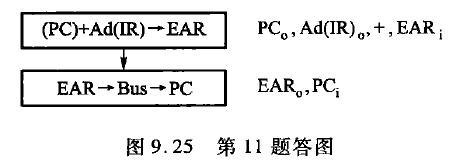 (PC)+Ad(IR)→EAR PCₒ,Ad(IR)ₒ,+,EARᵢ
EAR→Bus→PC EARₒ,PCᵢ
图 9.25 第 11 题答图